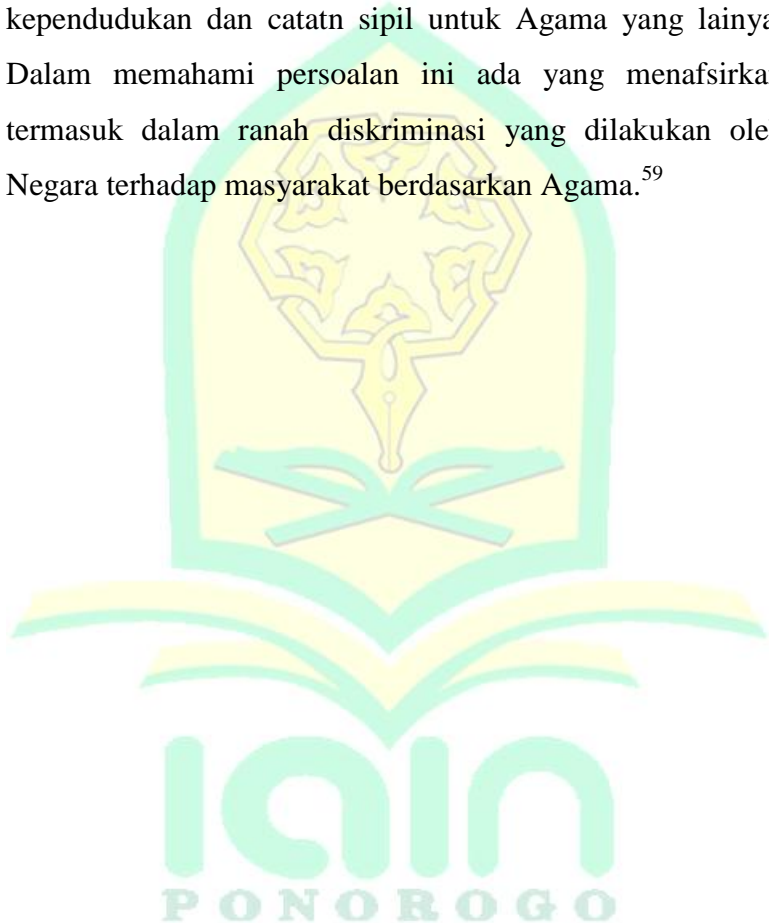 kependudukan dan catatn sipil untuk Agama yang lainya
Dalam memahami persoalan ini ada yang menafsirka
termasuk dalam ranah diskriminasi yang dilakukan ole
Negara terhadap masyarakat berdasarkan Agama.59
iain
PONOROGO